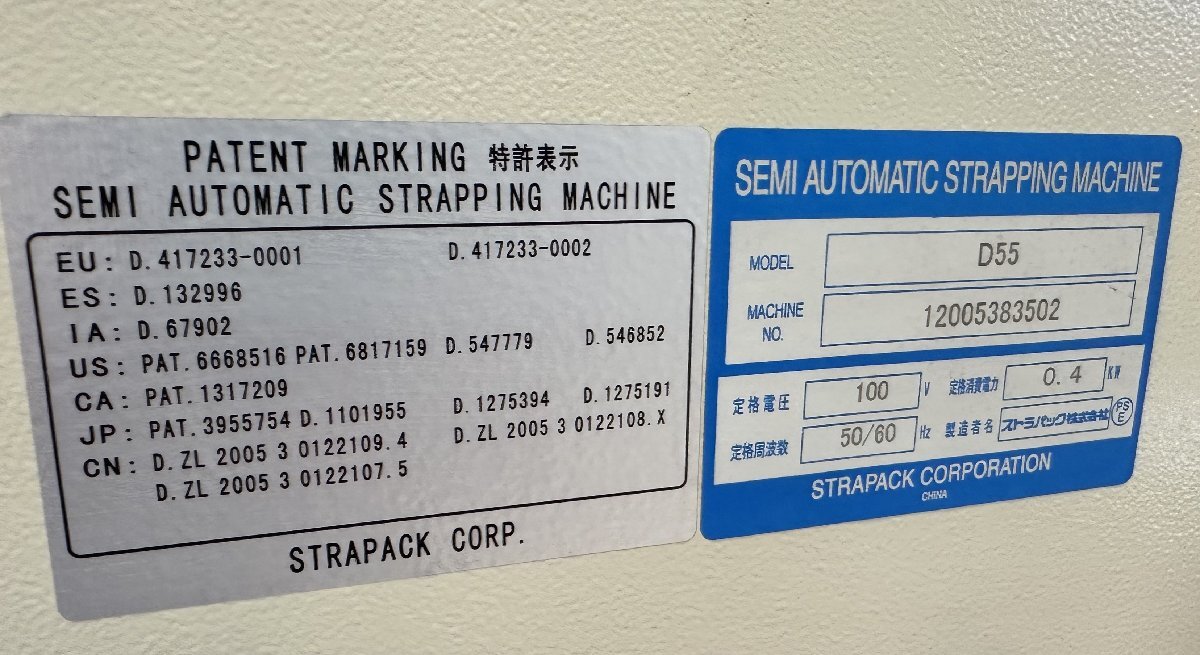 PATENT MARKING 特許表示
SEMI AUTOMATIC STRAPPING MACHINE
EU: D. 417233-0001 D. 417233-0002
ES: D. 132996
IA: D. 67902
US: PAT. 6668516 PAT. 6817159 D. 547779 D. 546852
CA: PAT. 1317209
JP: PAT. 3955754 D. 1101955 D. 1275394 D. 1275191
CN: D. ZL 2005 3 0122109. 4 D. ZL 2005 3 0122108. X
D. ZL 2005 3 0122107. 5
STRAPACK CORP.
SEMI AUTOMATIC STRAPPING MACHINE
MODEL D55
MACHINE NO. 12005383502
定格電圧 100 V 定格消費電力 0. 4 KW
定格周波数 50/60 Hz 製造者名 ストラパック株式会社 PS E
STRAPACK CORPORATION
CHINA